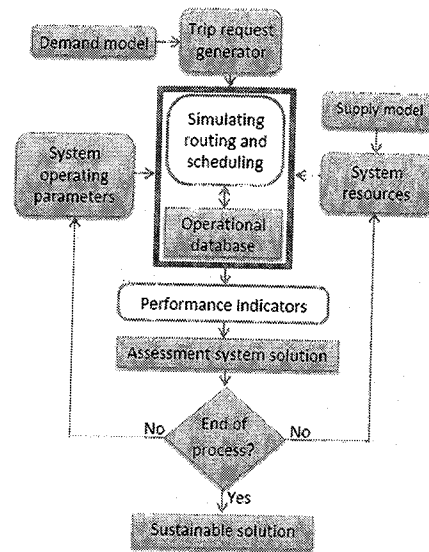 Demand model
Trip request
generator
Simulating
routing and
scheduling
Supply model
System
operating
parameters
System
resources
Operational
database
Performance Indicators
Assessment system solution
No
End of
process?
No
Yes
Sustainable solution